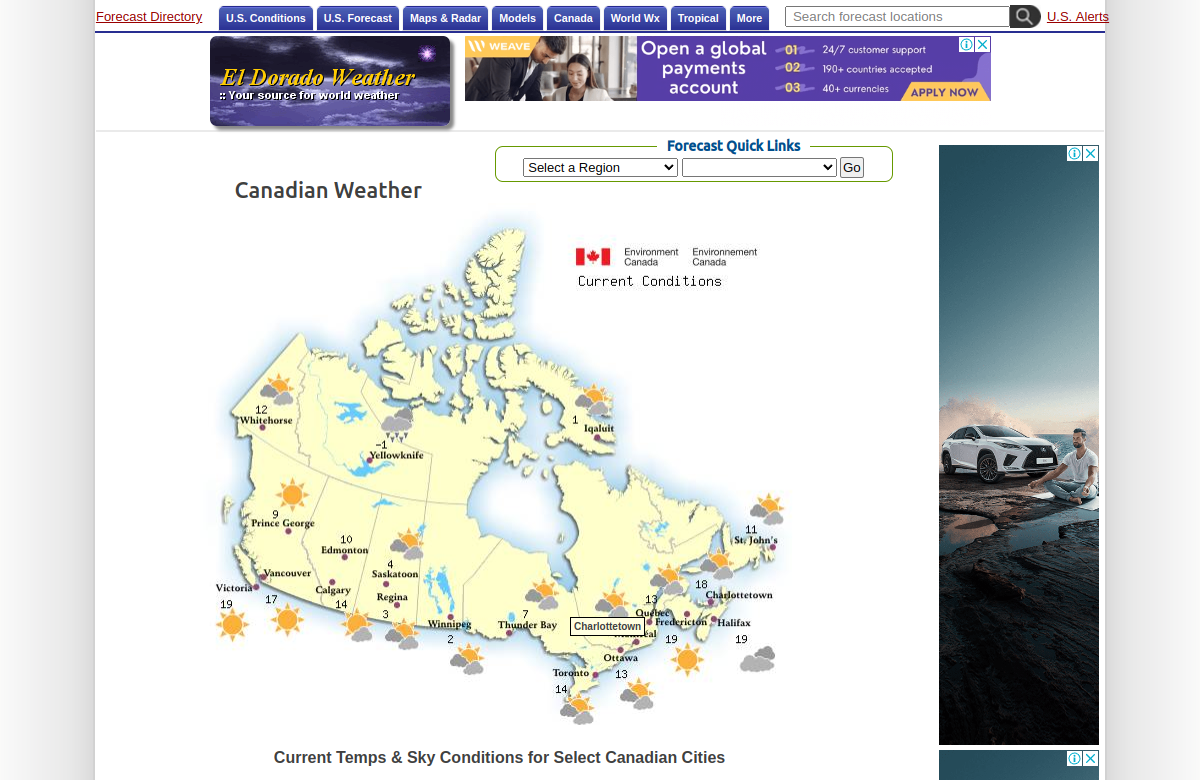 Forecast Directory
U.S. Conditions
U.S. Forecast
Maps & Radar
Models
Canada
World Wx
Tropical
More
Search forecast locations
U.S. Alerts
El Dorado Weather
:: Your source for world weather
WEAVE
Open a global
payments
account
01 24/7 customer support
02 190+ countries accepted
03 40+ currencies
APPLY NOW
Forecast Quick Links
Select a Region
Go
Canadian Weather
Environment
Canada
Environnement
Canada
Current Conditions
12
Whitehorse
1
Iqaluit
-1
Yellowknife
9
Prince George
10
Edmonton
11
St. John's
4
Saskatoon
Vancouver
Victoria
19
17
Calgary
14
Regina
3
18
Charlottetown
13
Québec
Winnipeg
2
7
Thunder Bay
Charlottetown
Fredericton
Halifax
19
19
Ottawa
13
Toronto
14
Current Temps & Sky Conditions for Select Canadian Cities